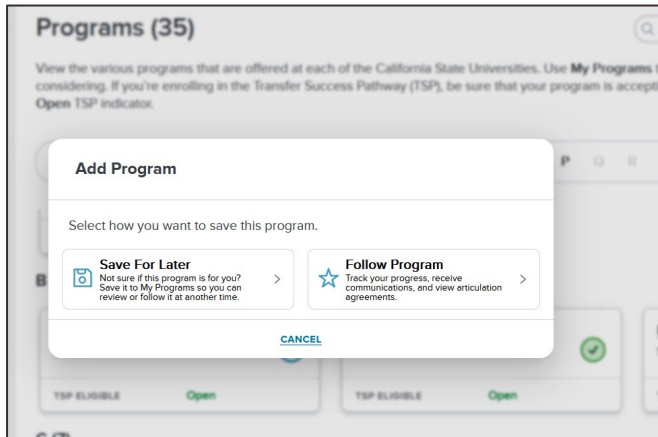 Programs (35)
View the various programs that are offered at each of the California State Universities. Use My Programs t
considering. If you're enrolling in the Transfer Success Pathway (TSP), be sure that your program is accepti
Open TSP indicator.
P Q R
Add Program
Select how you want to save this program.
Save For Later
Not sure if this program is for you?
Save it to My Programs so you can
review or follow it at another time.
Follow Program
Track your progress, receive
communications, and view articulation
agreements.
B
CANCEL
TSP ELIGIBLE Open
TSP ELIGIBLE Open